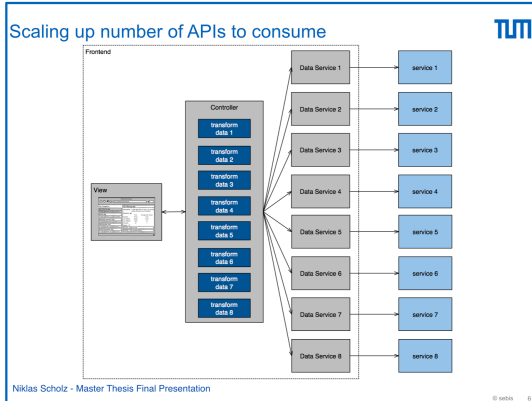 Scaling up number of APIs to consume
TUM
Frontend
Controller
transform
data 1
transform
data 2
transform
data 3
transform
data 4
transform
data 5
transform
data 6
transform
data 7
transform
data 8
View
Data Service 1
Data Service 2
Data Service 3
Data Service 4
Data Service 5
Data Service 6
Data Service 7
Data Service 8
service 1
service 2
service 3
service 4
service 5
service 6
service 7
service 8
Niklas Scholz - Master Thesis Final Presentation
© sebis 6